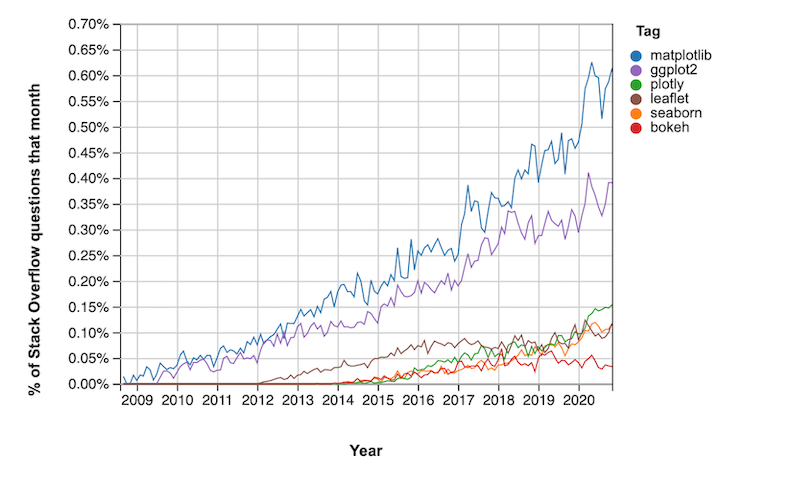 % of Stack Overflow questions that month
0.70%
0.65%
0.60%
0.55%
0.50%
0.45%
0.40%
0.35%
0.30%
0.25%
0.20%
0.15%
0.10%
0.05%
0.00%
2009 2010 2011 2012 2013 2014 2015 2016 2017 2018 2019 2020
Year
Tag
matplotlib
ggplot2
plotly
leaflet
seaborn
bokeh